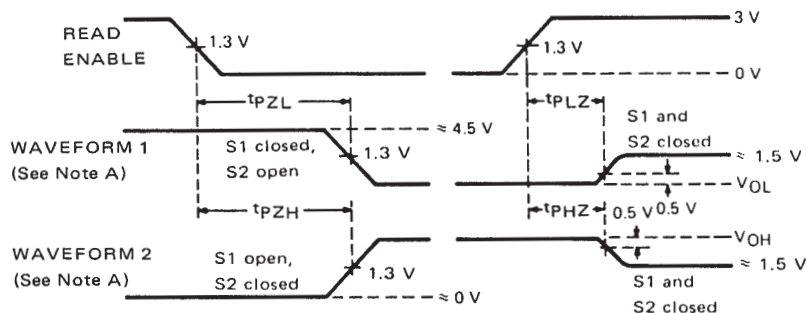 READ
ENABLE
1.3 V
1.3 V
3 V
0 V
tPZL
tPLZ
WAVEFORM 1
(See Note A)
S1 closed,
S2 open
≈ 4.5 V
1.3 V
S1 and
S2 closed
≈ 1.5 V
VOL
0.5 V
tPZH
tPHZ
0.5 V
WAVEFORM 2
(See Note A)
S1 open,
S2 closed
1.3 V
≈ 0 V
VOH
≈ 1.5 V
S1 and
S2 closed